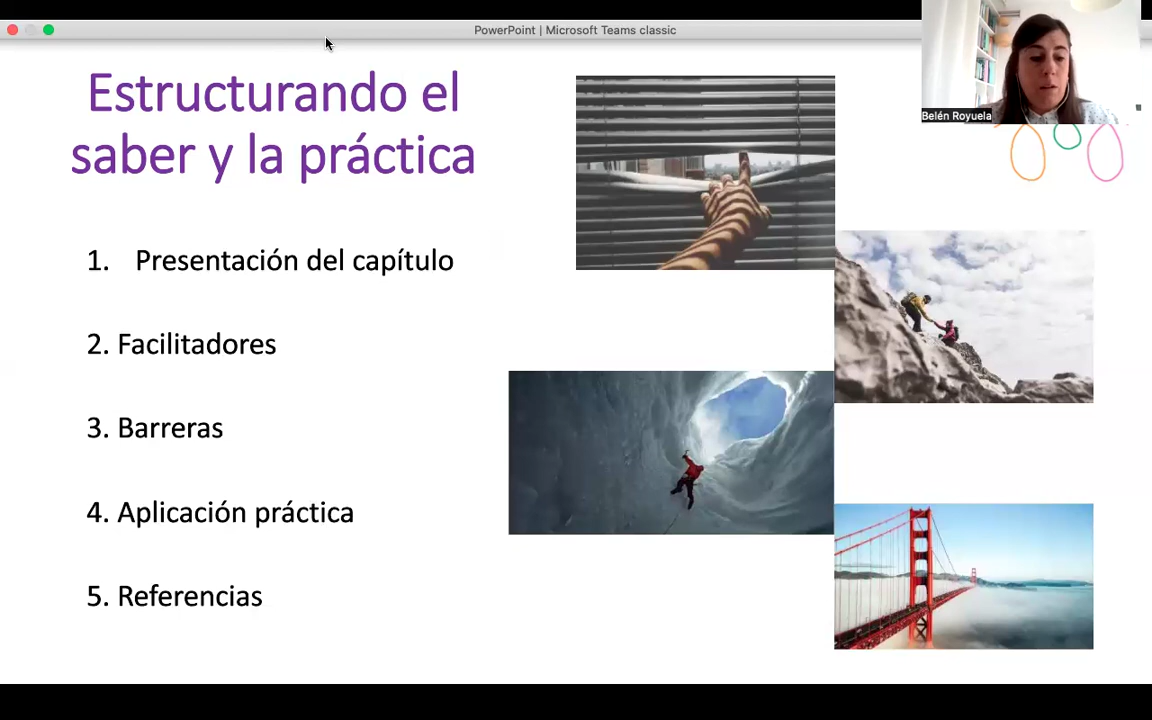 PowerPoint | Microsoft Teams classic
Belén Royuela
Estructurando el
saber y la práctica
1. Presentación del capítulo
2. Facilitadores
3. Barreras
4. Aplicación práctica
5. Referencias